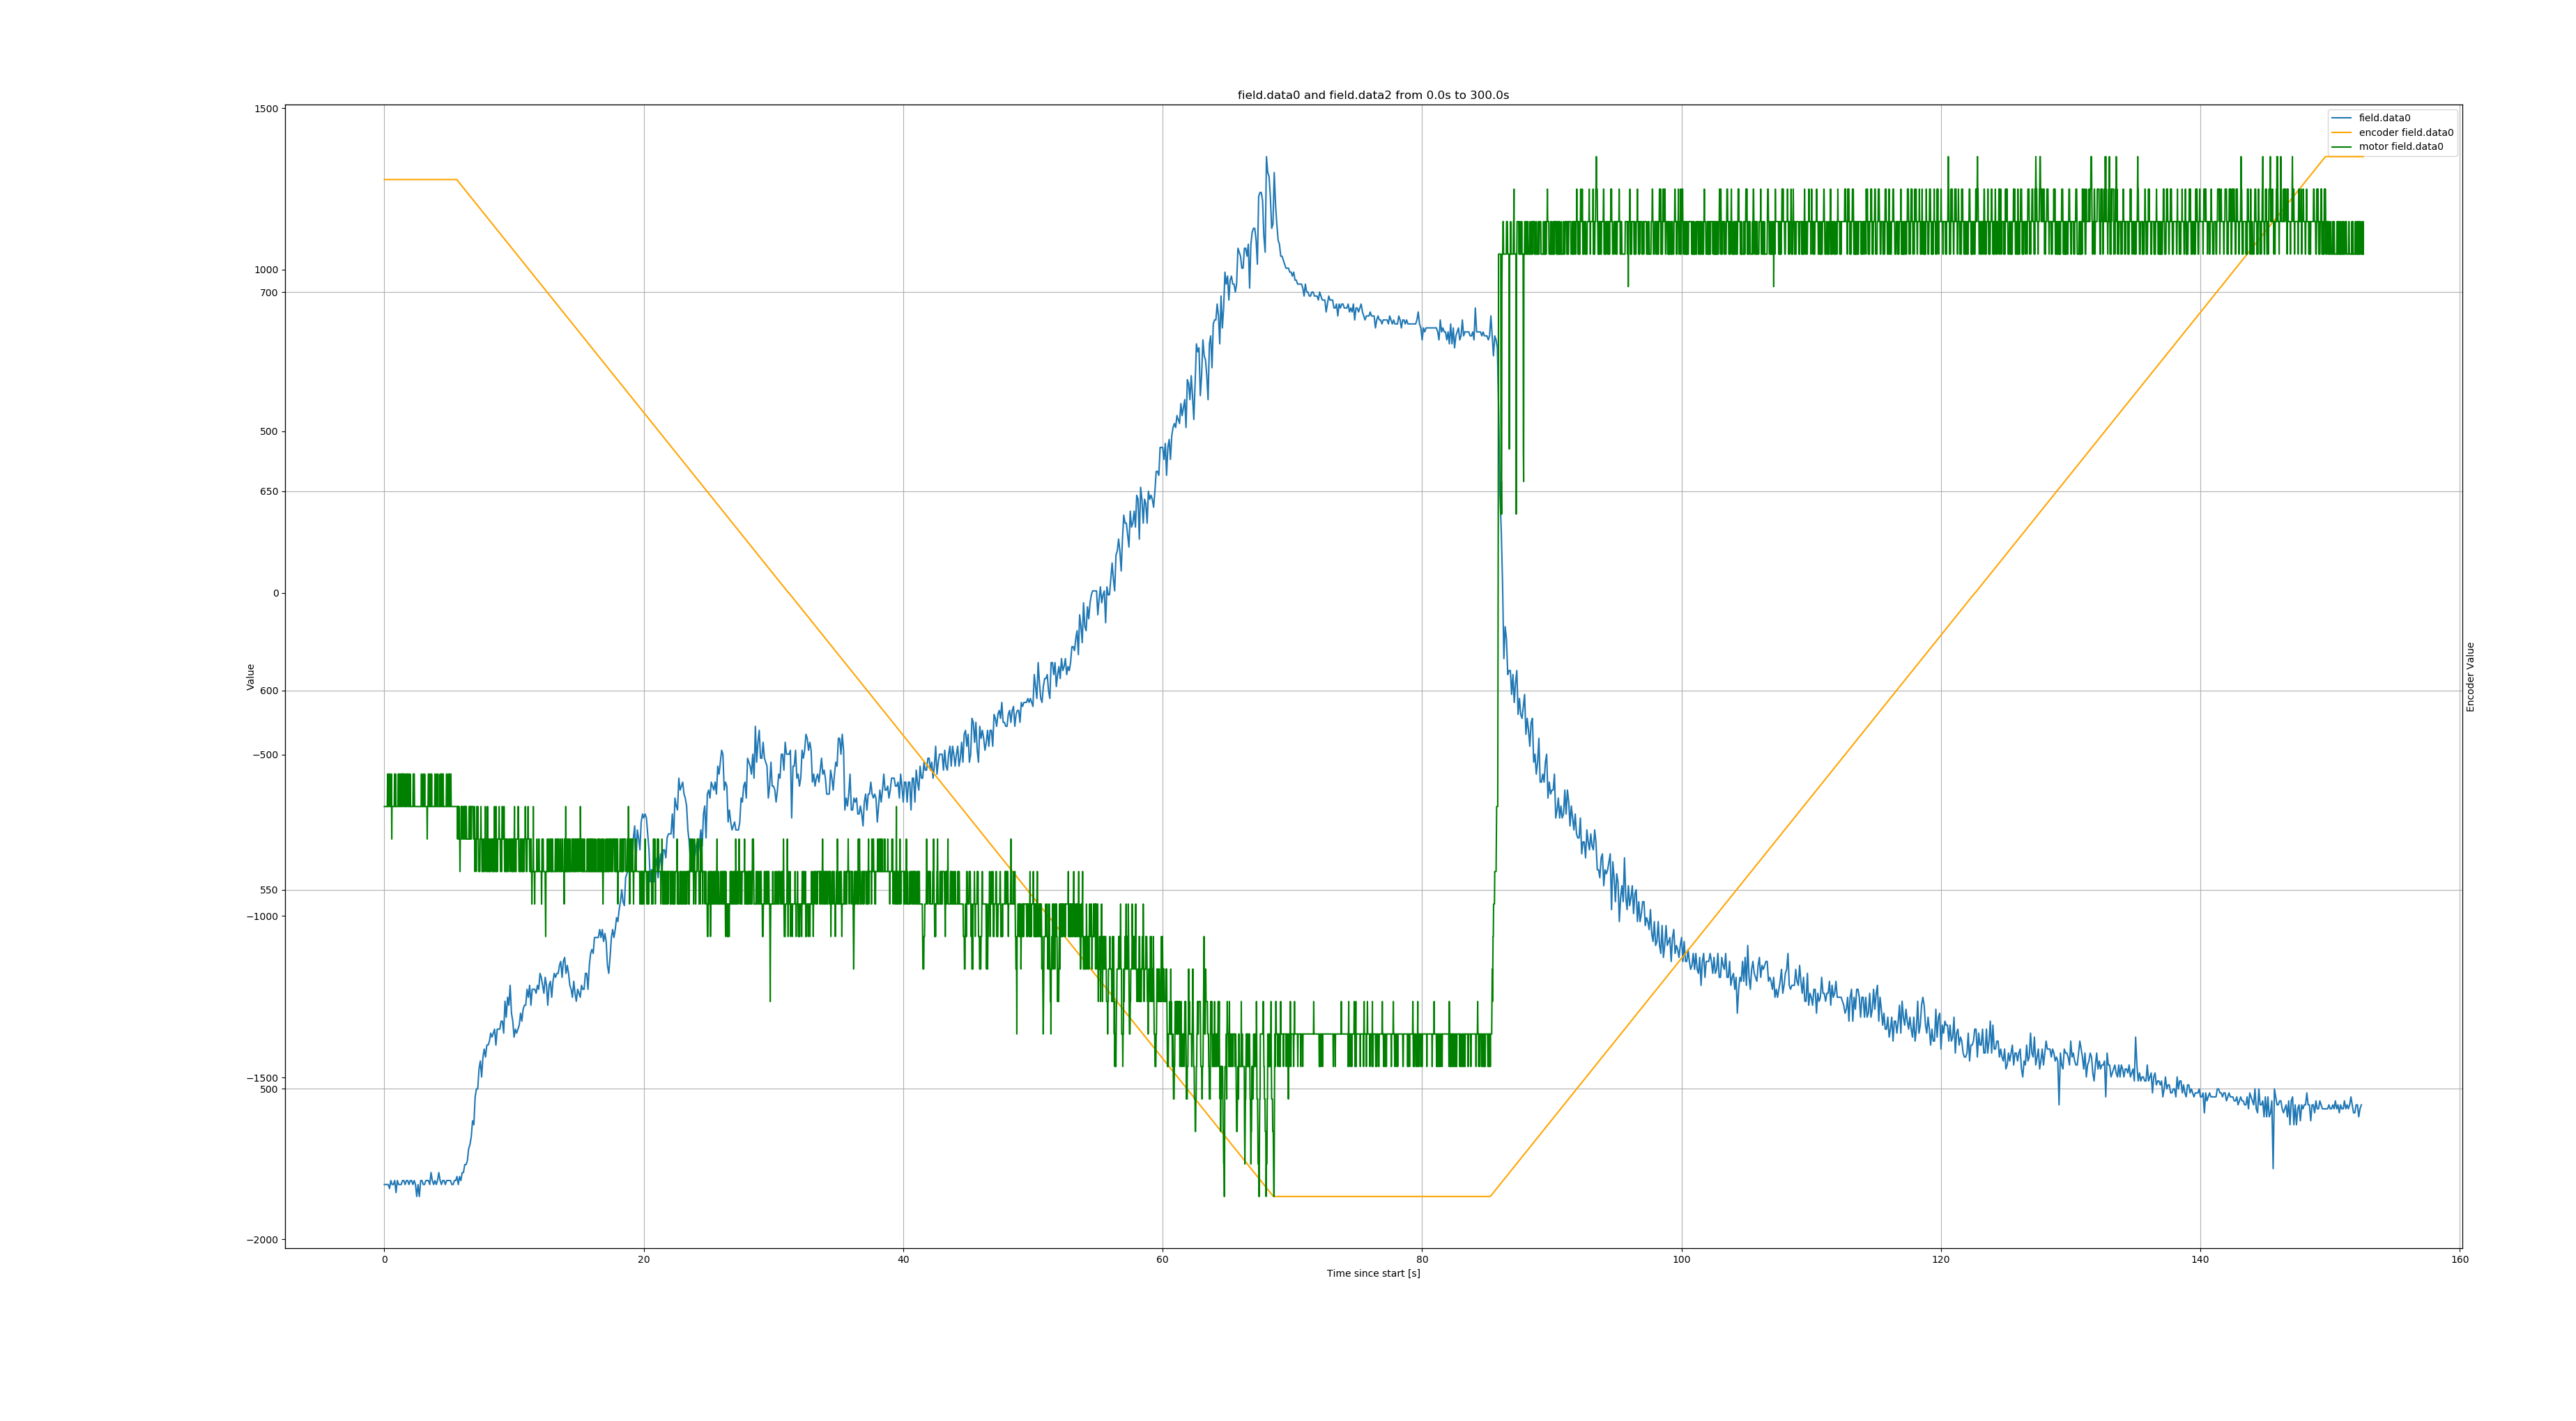 field.data0 and field.data2 from 0.0s to 300.0s
field.data0
encoder field.data0
motor field.data0
1500
1000
700
500
650
0
600
−500
550
−1000
−1500
500
−2000
Value
Encoder Value
0 20 40 60 80 100 120 140 160
Time since start [s]